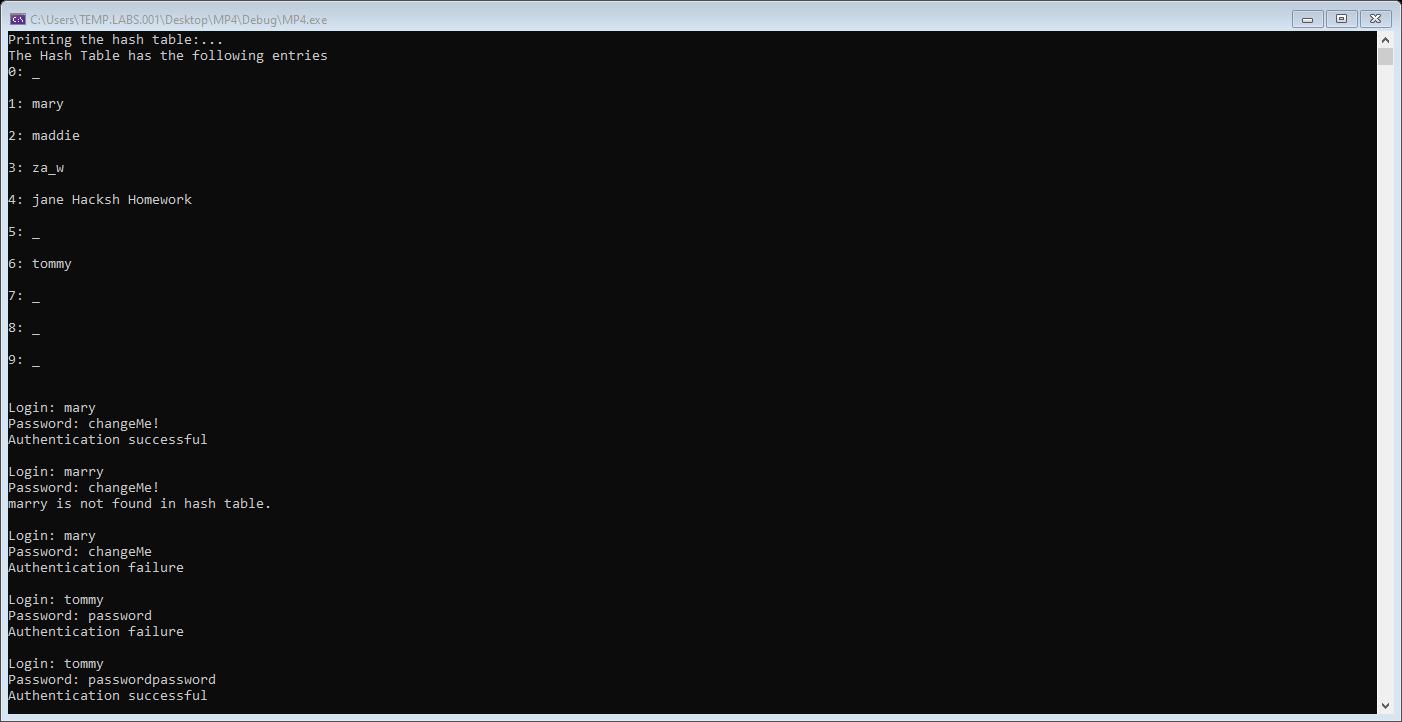 C:\Users\TEMP.LABS.001\Desktop\MP4\Debug\MP4.exe
Printing the hash table:...
The Hash Table has the following entries
0: _
1: mary
2: maddie
3: za_w
4: jane Hacksh Homework
5: _
6: tommy
7: _
8: _
9: _
Login: mary
Password: changeMe!
Authentication successful
Login: marry
Password: changeMe!
marry is not found in hash table.
Login: mary
Password: changeMe
Authentication failure
Login: tommy
Password: password
Authentication failure
Login: tommy
Password: passwordpassword
Authentication successful